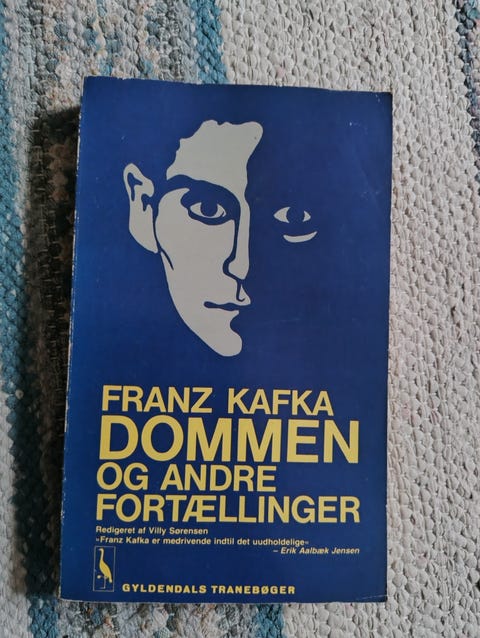 FRANZ KAFKA
DOMMEN
OG ANDRE
FORTÆLLINGER
Redigeret af Villy Sørensen
»Franz Kafka er medrivende indtil det uudholdelige«
– Erik Aalbæk Jensen
GYLDENDALS TRANEBØGER